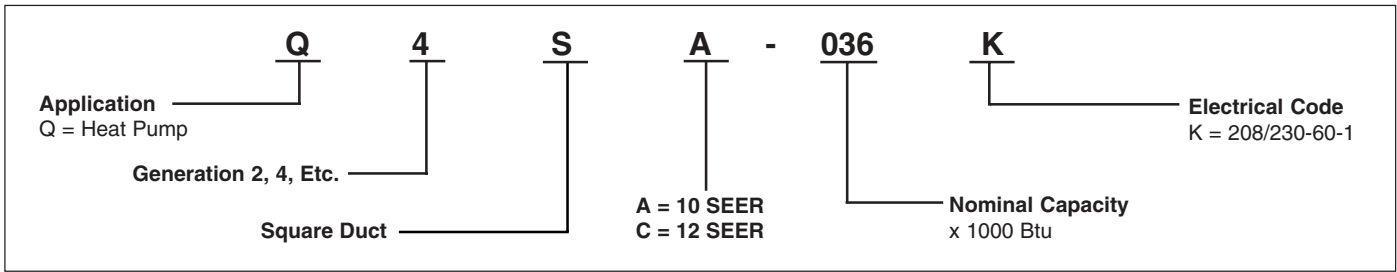 Q 4 S A - 036 K
Application
Q = Heat Pump
Generation 2, 4, Etc.
Square Duct
A = 10 SEER
C = 12 SEER
Nominal Capacity
x 1000 Btu
Electrical Code
K = 208/230-60-1